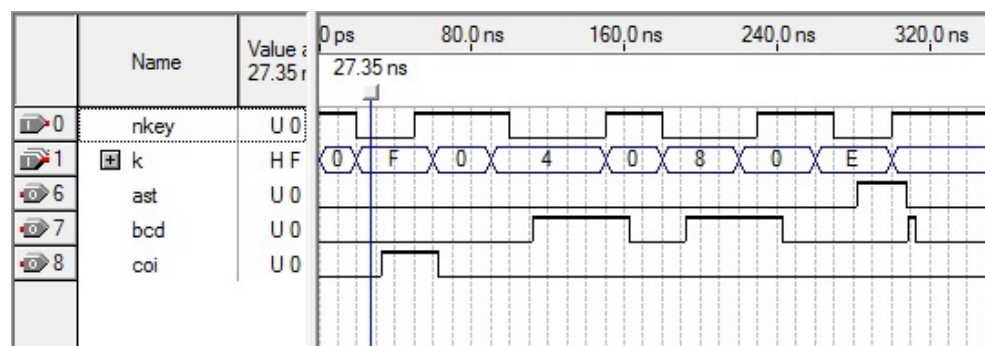 Name
Value a
27.35 n
0 ps
80.0 ns
160.0 ns
240.0 ns
320.0 ns
27.35 ns
0 nkey U 0
1 k H F 0 F 0 4 0 8 0 E
6 ast U 0
7 bcd U 0
8 coi U 0